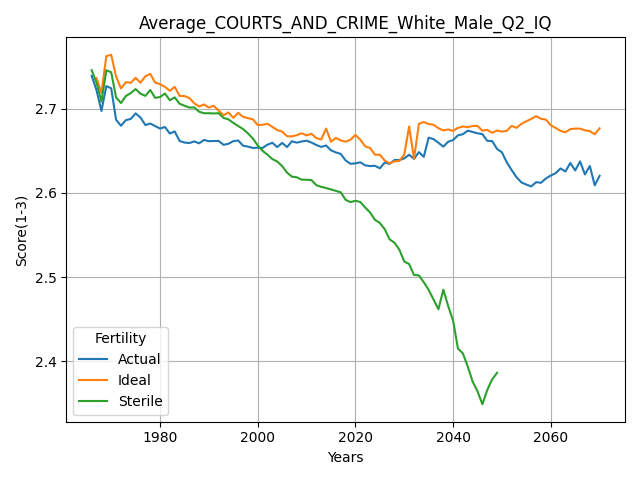 Average_COURTS_AND_CRIME_White_Male_Q2_IQ
Score(1-3)
2.7
2.6
2.5
2.4
Fertility
Actual
Ideal
Sterile
1980
2000
2020
2040
2060
Years